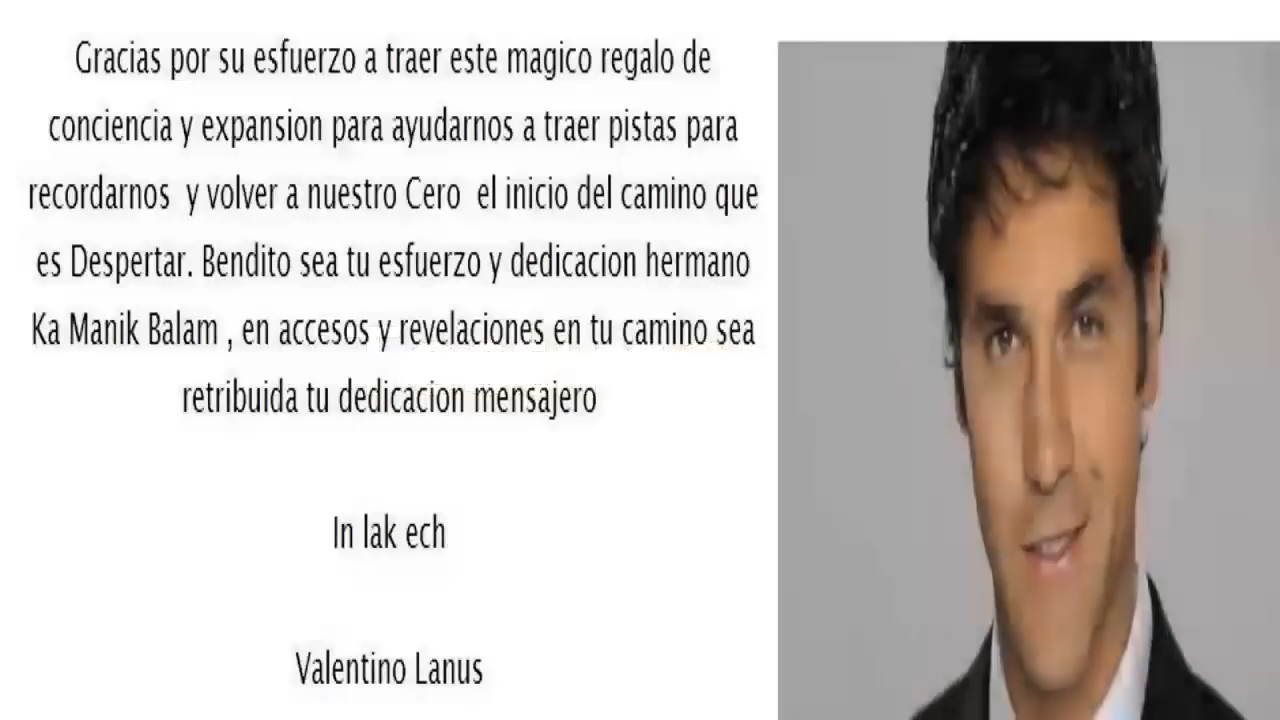 Gracias por su esfuerzo a traer este magico regalo de
conciencia y expansion para ayudarnos a traer pistas para
recordarnos y volver a nuestro Cero el inicio del camino que
es Despertar. Bendito sea tu esfuerzo y dedicacion hermano
Ka Manik Balam , en accesos y revelaciones en tu camino sea
retribuida tu dedicacion mensajero
In lak ech
Valentino Lanus